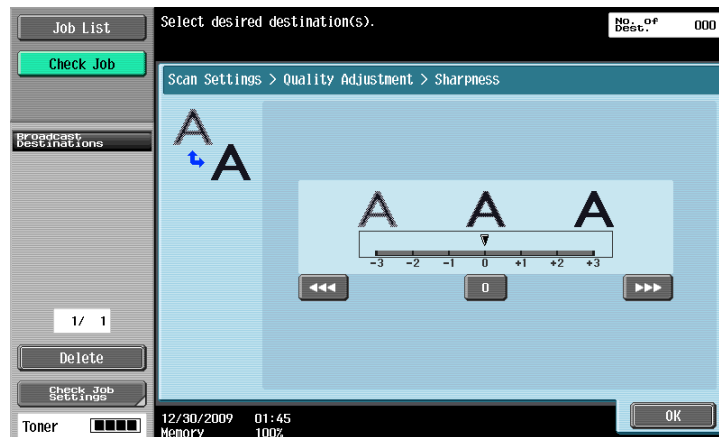 Job List
Check Job
Broadcast
Destinations
1/ 1
Delete
Check Job
Settings
Toner
Select desired destination(s).
No. of
Dest.
000
Scan Settings > Quality Adjustment > Sharpness
A
A
A A A
-3 -2 -1 0 +1 +2 +3
0
12/30/2009 01:45
Memory 100%
OK